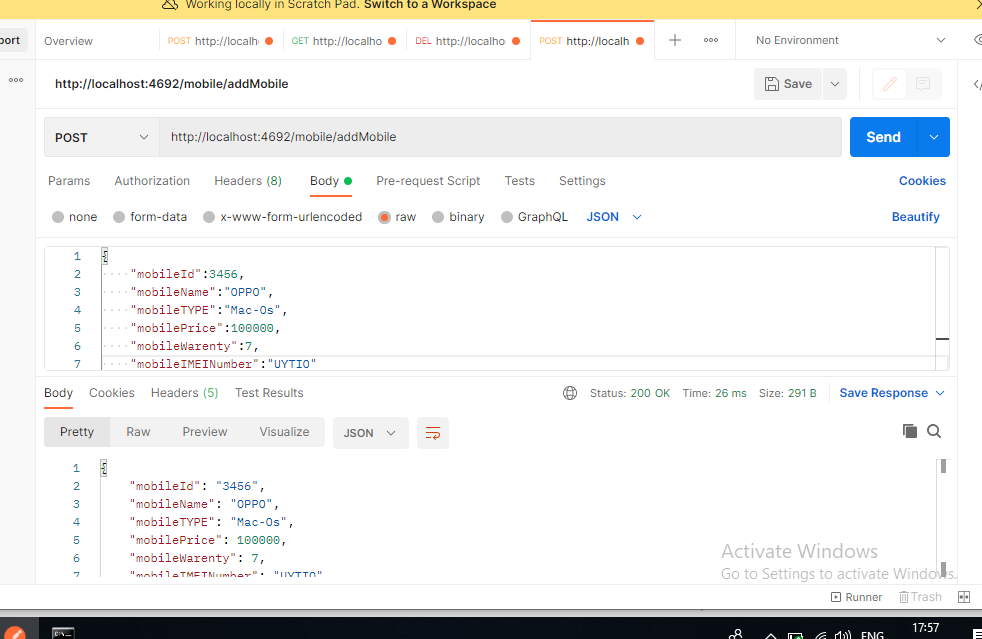 Working locally in Scratch Pad. Switch to a Workspace
port Overview POST http://localh GET http://localho DEL http://localho POST http://localh No Environment
http://localhost:4692/mobile/addMobile Save
POST http://localhost:4692/mobile/addMobile Send
Params Authorization Headers (8) Body Pre-request Script Tests Settings Cookies
none form-data x-www-form-urlencoded raw binary GraphQL JSON Beautify
1 {
2 "mobileId":3456,
3 "mobileName":"OPPO",
4 "mobileTYPE":"Mac-Os",
5 "mobilePrice":100000,
6 "mobileWarenty":7,
7 "mobileIMEINumber":"UYTIO"
Body Cookies Headers (5) Test Results Status: 200 OK Time: 26 ms Size: 291 B Save Response
Pretty Raw Preview Visualize JSON
1 {
2 "mobileId": "3456",
3 "mobileName": "OPPO",
4 "mobileTYPE": "Mac-Os",
5 "mobilePrice": 100000,
6 "mobileWarenty": 7,
7 "mobileIMEINumber": "UYTIO"
Activate Windows
Go to Settings to activate Windows.
Runner Trash
ENG 17:57